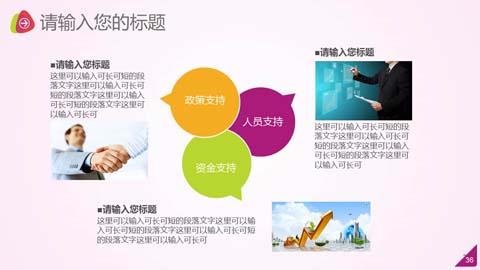 请输入您的标题
■请输入您标题
这里可以输入可长可短的段
落文字这里可以输入可长可
短的段落文字这里可以输入
可长可短的段落文字这里可
以输入可长可
政策支持
人员支持
资金支持
■请输入您标题
这里可以输入可长可短的段
落文字这里可以输入可长可
短的段落文字这里可以输入
可长可短的段落文字这里可
以输入可长可
■请输入您标题
这里可以输入可长可短的段落文字这里可以输
入可长可短的段落文字这里可以输入可长可短
的段落文字这里可以输入可长可
36